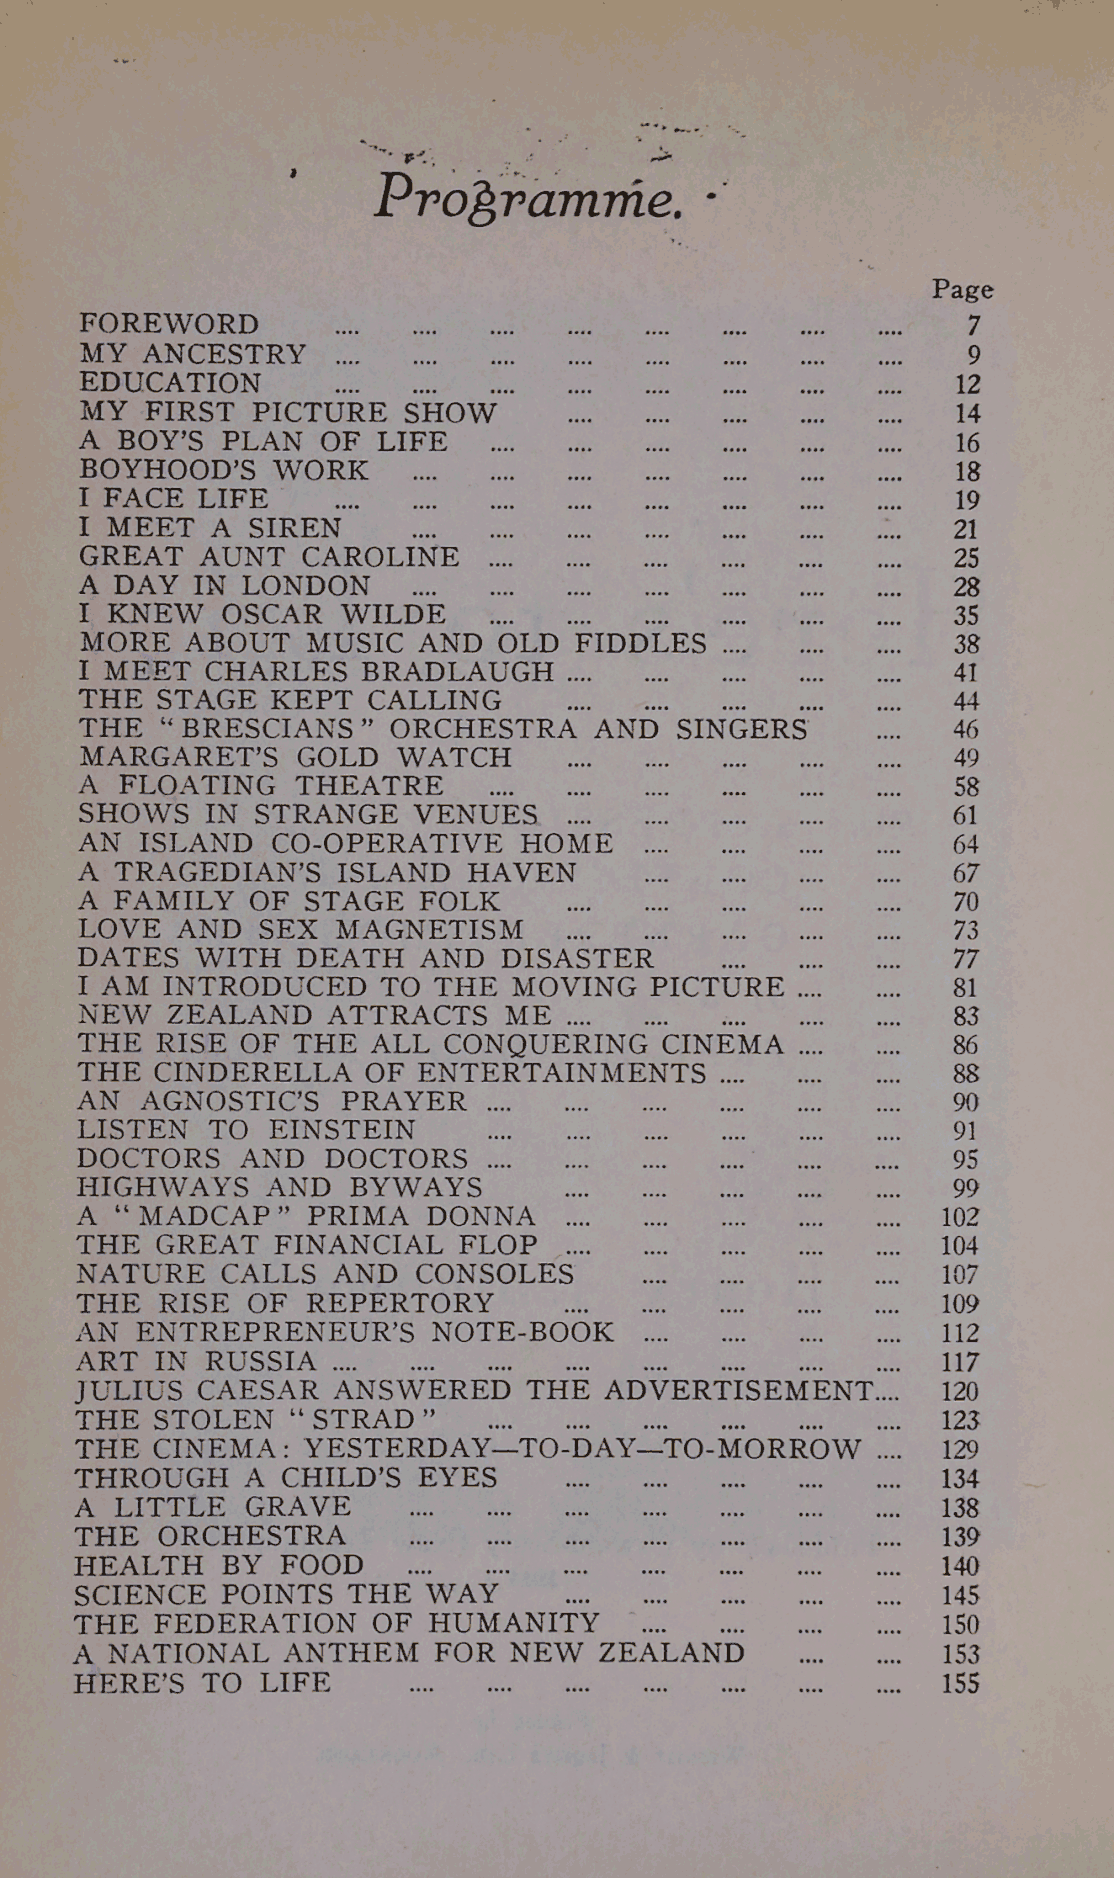 Programme.
Page
FOREWORD .... .... .... .... .... .... .... .... 7
MY ANCESTRY .... .... .... .... .... .... .... .... 9
EDUCATION .... .... .... .... .... .... .... .... 12
MY FIRST PICTURE SHOW .... .... .... .... .... 14
A BOY'S PLAN OF LIFE .... .... .... .... .... .... 16
BOYHOOD'S WORK .... .... .... .... .... .... .... 18
I FACE LIFE .... .... .... .... .... .... .... .... 19
I MEET A SIREN .... .... .... .... .... .... .... 21
GREAT AUNT CAROLINE .... .... .... .... .... .... 25
A DAY IN LONDON .... .... .... .... .... .... .... 28
I KNEW OSCAR WILDE .... .... .... .... .... .... 35
MORE ABOUT MUSIC AND OLD FIDDLES .... .... .... 38
I MEET CHARLES BRADLAUGH .... .... .... .... .... 41
THE STAGE KEPT CALLING .... .... .... .... .... 44
THE "BRESCIANS" ORCHESTRA AND SINGERS .... 46
MARGARET'S GOLD WATCH .... .... .... .... .... 49
A FLOATING THEATRE .... .... .... .... .... .... 58
SHOWS IN STRANGE VENUES .... .... .... .... .... 61
AN ISLAND CO-OPERATIVE HOME .... .... .... .... 64
A TRAGEDIAN'S ISLAND HAVEN .... .... .... .... 67
A FAMILY OF STAGE FOLK .... .... .... .... .... 70
LOVE AND SEX MAGNETISM .... .... .... .... .... 73
DATES WITH DEATH AND DISASTER .... .... .... 77
I AM INTRODUCED TO THE MOVING PICTURE .... .... 81
NEW ZEALAND ATTRACTS ME .... .... .... .... .... 83
THE RISE OF THE ALL CONQUERING CINEMA .... .... 86
THE CINDERELLA OF ENTERTAINMENTS .... .... .... 88
AN AGNOSTIC'S PRAYER .... .... .... .... .... .... 90
LISTEN TO EINSTEIN .... .... .... .... .... .... 91
DOCTORS AND DOCTORS .... .... .... .... .... .... 95
HIGHWAYS AND BYWAYS .... .... .... .... .... 99
A "MADCAP" PRIMA DONNA .... .... .... .... .... 102
THE GREAT FINANCIAL FLOP .... .... .... .... .... 104
NATURE CALLS AND CONSOLES .... .... .... .... 107
THE RISE OF REPERTORY .... .... .... .... .... 109
AN ENTREPRENEUR'S NOTE-BOOK .... .... .... .... 112
ART IN RUSSIA .... .... .... .... .... .... .... .... 117
JULIUS CAESAR ANSWERED THE ADVERTISEMENT.... 120
THE STOLEN "STRAD" .... .... .... .... .... .... 123
THE CINEMA: YESTERDAY—TO-DAY—TO-MORROW .... 129
THROUGH A CHILD'S EYES .... .... .... .... .... 134
A LITTLE GRAVE .... .... .... .... .... .... .... 138
THE ORCHESTRA .... .... .... .... .... .... .... 139
HEALTH BY FOOD .... .... .... .... .... .... .... 140
SCIENCE POINTS THE WAY .... .... .... .... .... 145
THE FEDERATION OF HUMANITY .... .... .... .... 150
A NATIONAL ANTHEM FOR NEW ZEALAND .... .... 153
HERE'S TO LIFE .... .... .... .... .... .... .... 155